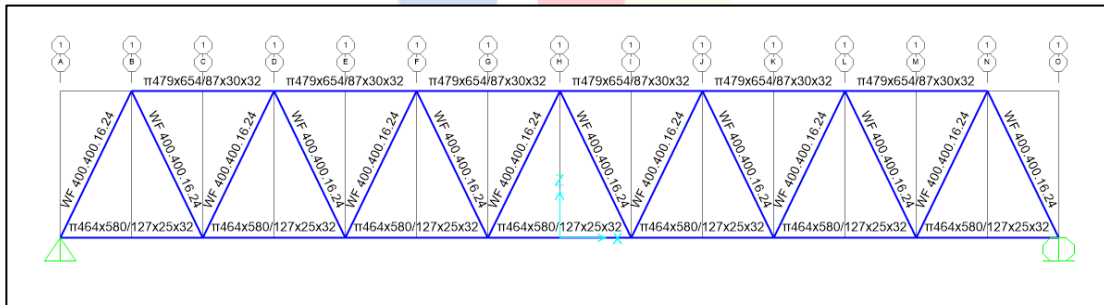 1 1 1 1 1 1 1 1 1 1 1 1 1 1 1
A B C D E F G H I J K L M N O
π479x654/87x30x32 π479x654/87x30x32 π479x654/87x30x32 π479x654/87x30x32 π479x654/87x30x32 π479x654/87x30x32
WF 400.400.16.24 WF 400.400.16.24 WF 400.400.16.24 WF 400.400.16.24 WF 400.400.16.24 WF 400.400.16.24 WF 400.400.16.24 WF 400.400.16.24 WF 400.400.16.24 WF 400.400.16.24 WF 400.400.16.24 WF 400.400.16.24 WF 400.400.16.24 WF 400.400.16.24
Z
π464x580/127x25x32 π464x580/127x25x32 π464x580/127x25x32 π464x580/127x25x32 π464x580/127x25x32 π464x580/127x25x32 π464x580/127x25x32
X